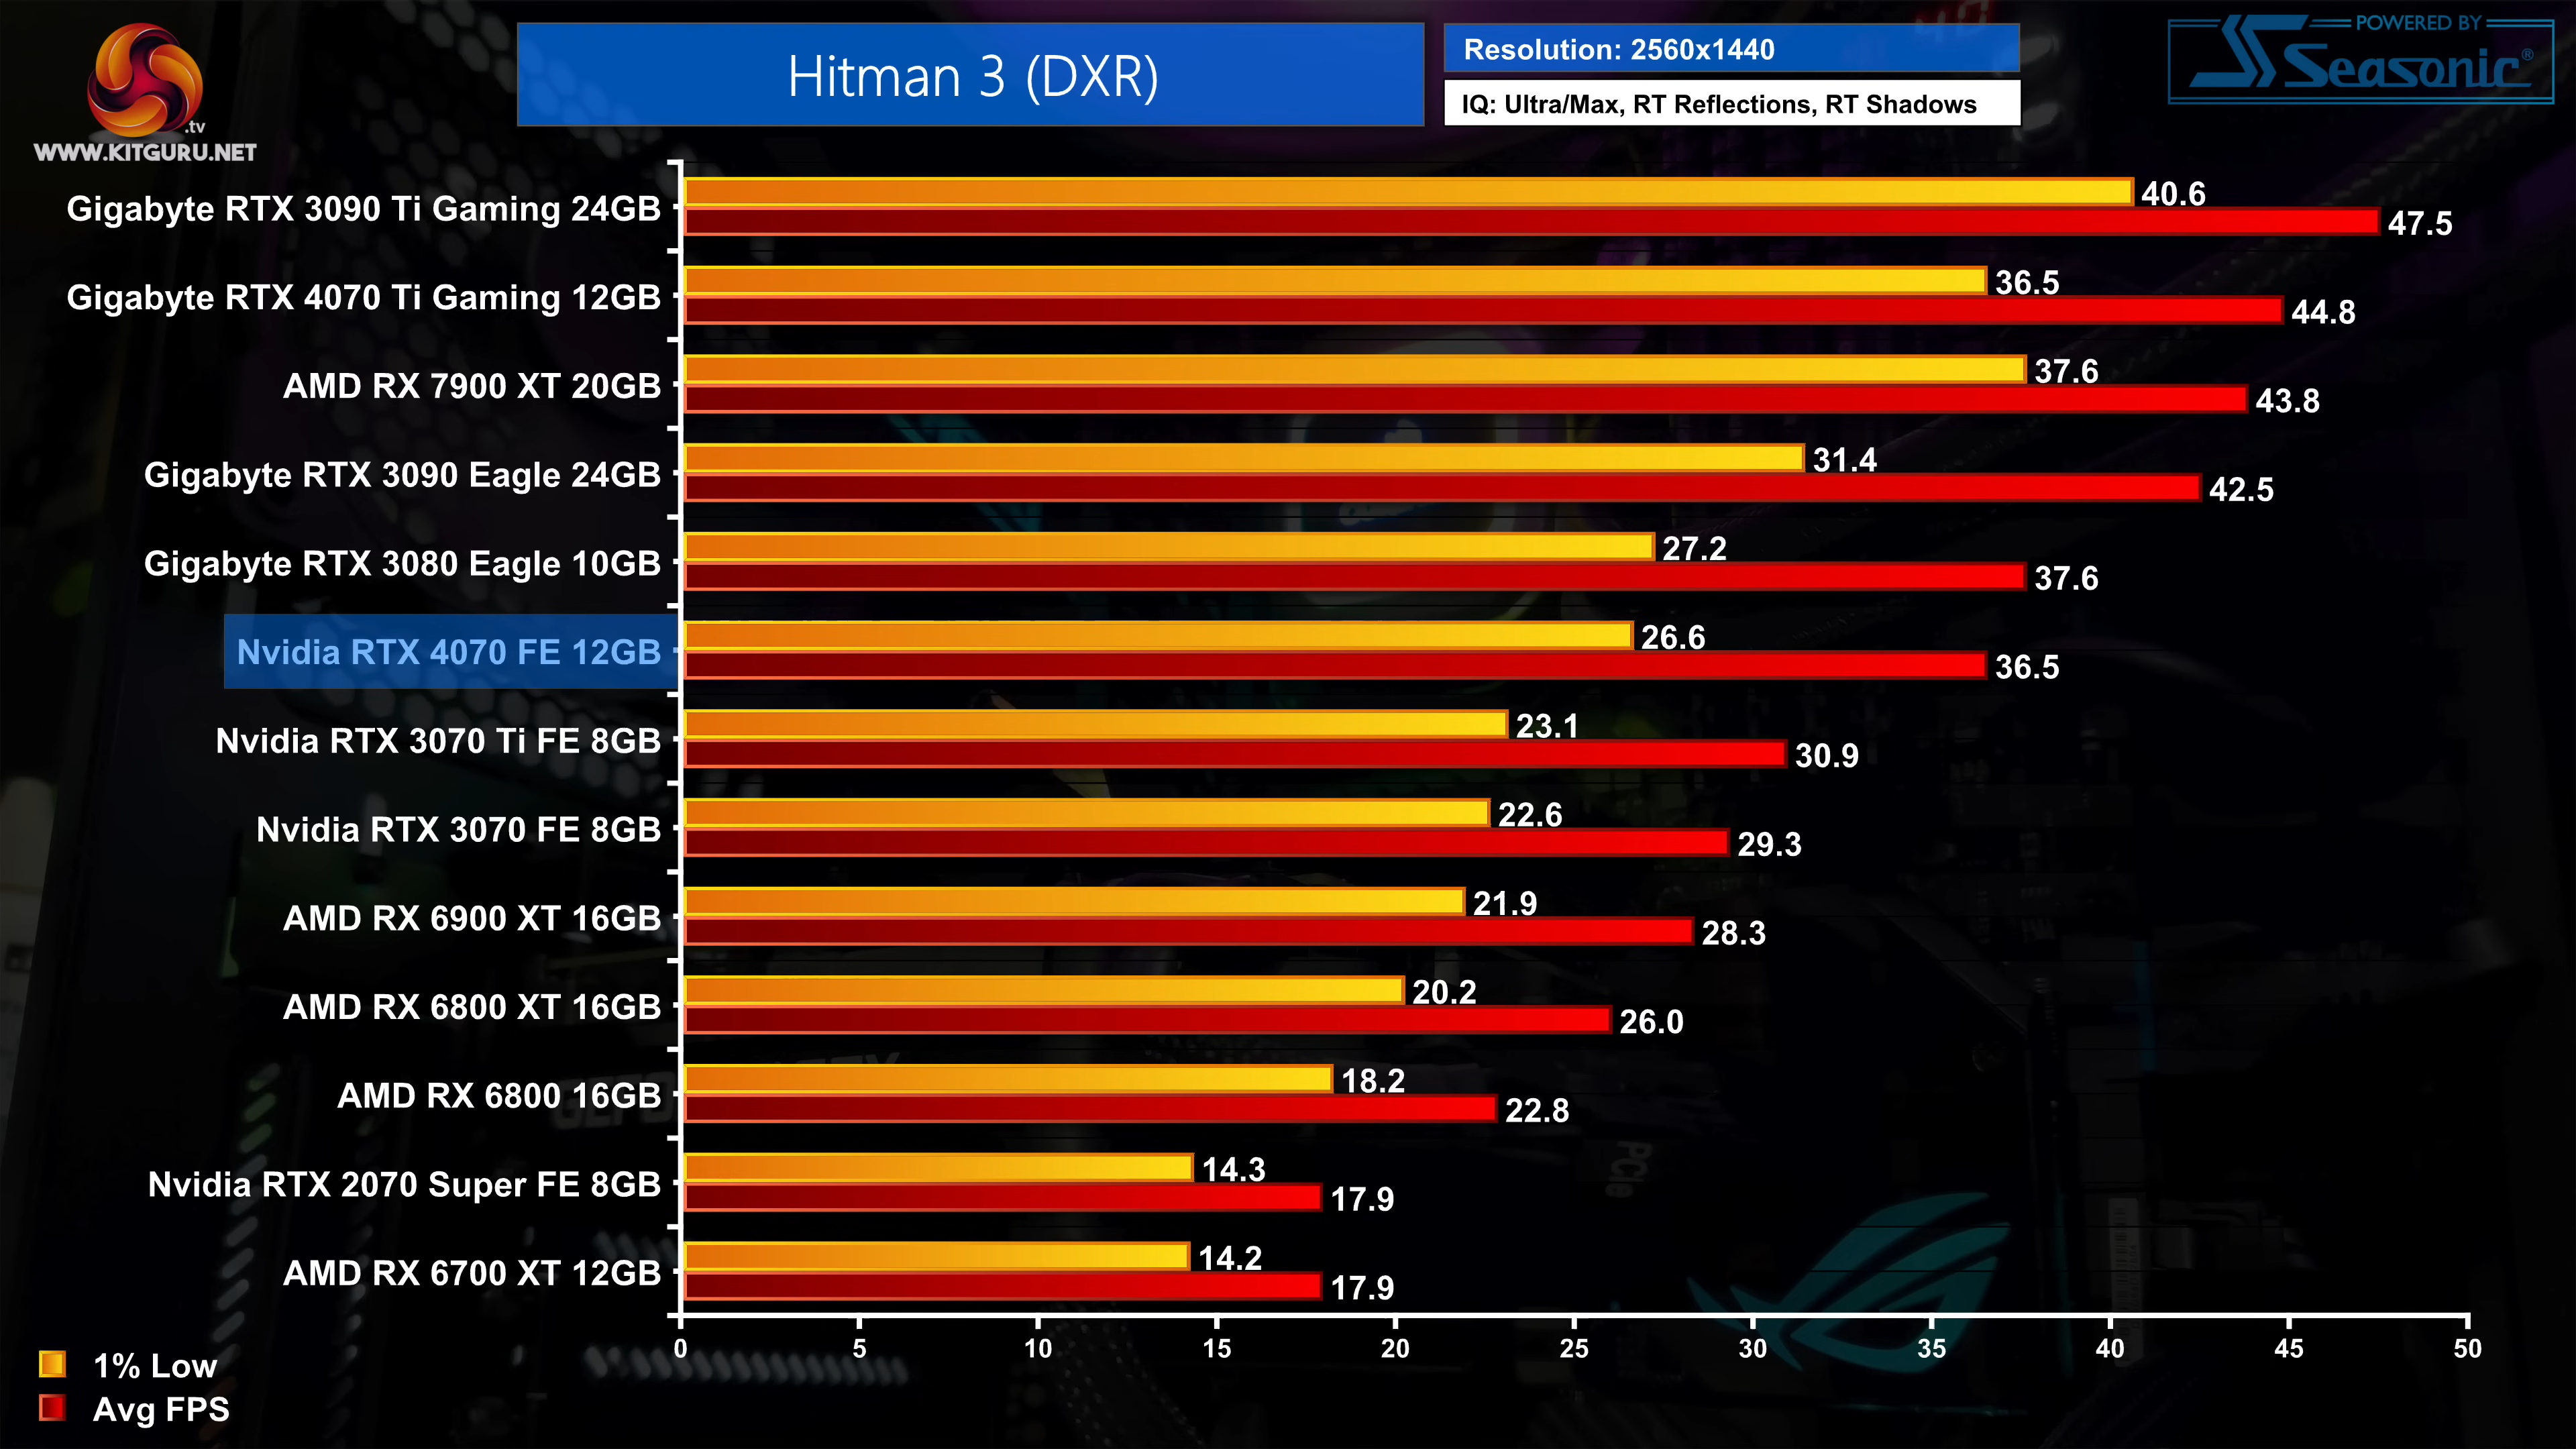 Hitman 3 (DXR)
Resolution: 2560x1440
IQ: Ultra/Max, RT Reflections, RT Shadows
POWERED BY
Seasonic®
.tv
WWW.KITGURU.NET
Gigabyte RTX 3090 Ti Gaming 24GB
40.6
47.5
Gigabyte RTX 4070 Ti Gaming 12GB
36.5
44.8
AMD RX 7900 XT 20GB
37.6
43.8
Gigabyte RTX 3090 Eagle 24GB
31.4
42.5
Gigabyte RTX 3080 Eagle 10GB
27.2
37.6
Nvidia RTX 4070 FE 12GB
26.6
36.5
Nvidia RTX 3070 Ti FE 8GB
23.1
30.9
Nvidia RTX 3070 FE 8GB
22.6
29.3
AMD RX 6900 XT 16GB
21.9
28.3
AMD RX 6800 XT 16GB
20.2
26.0
AMD RX 6800 16GB
18.2
22.8
Nvidia RTX 2070 Super FE 8GB
14.3
17.9
AMD RX 6700 XT 12GB
14.2
17.9
0 5 10 15 20 25 30 35 40 45 50
1% Low
Avg FPS
PCIe